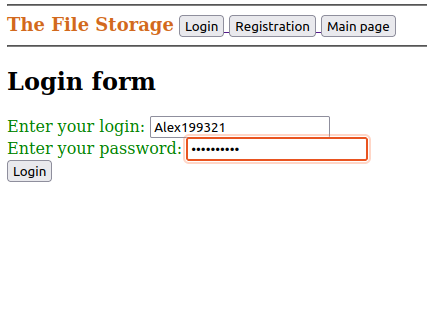 The File Storage Login Registration Main page
Login form
Enter your login: Alex199321
Enter your password: ••••••••••
Login